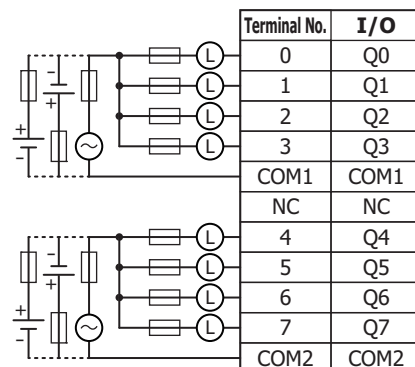 Terminal No. I/O
L 0 Q0
L 1 Q1
L 2 Q2
L 3 Q3
COM1 COM1
NC NC
L 4 Q4
L 5 Q5
L 6 Q6
L 7 Q7
COM2 COM2